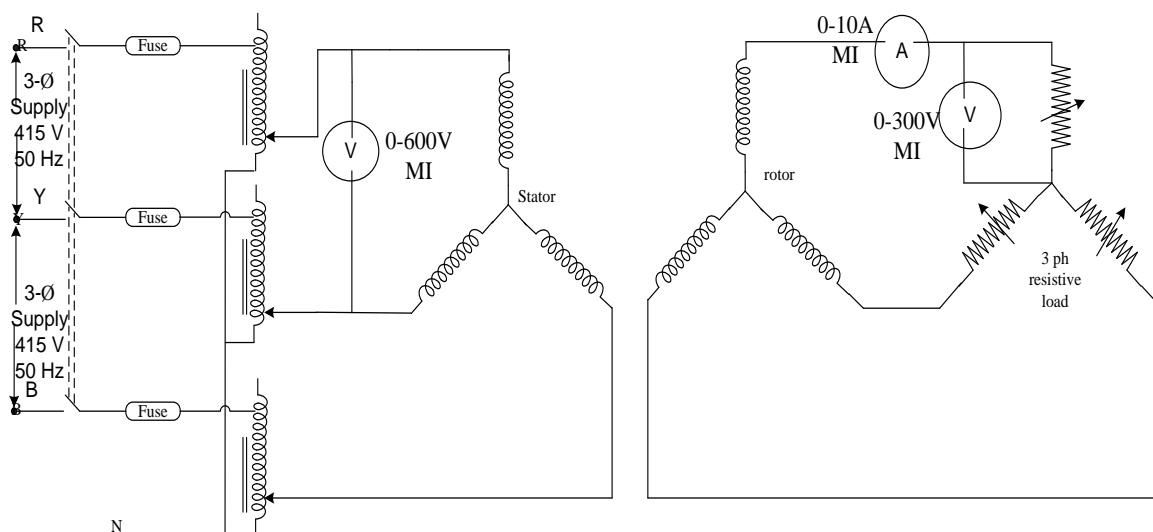 R
R
Fuse
3-Ø
Supply
415 V
50 Hz
Y
Y
Fuse
3-Ø
Supply
415 V
50 Hz
B
B
Fuse
N
V
0-600V
MI
Stator
0-10A
MI
A
0-300V
MI
V
rotor
3 ph
resistive
load